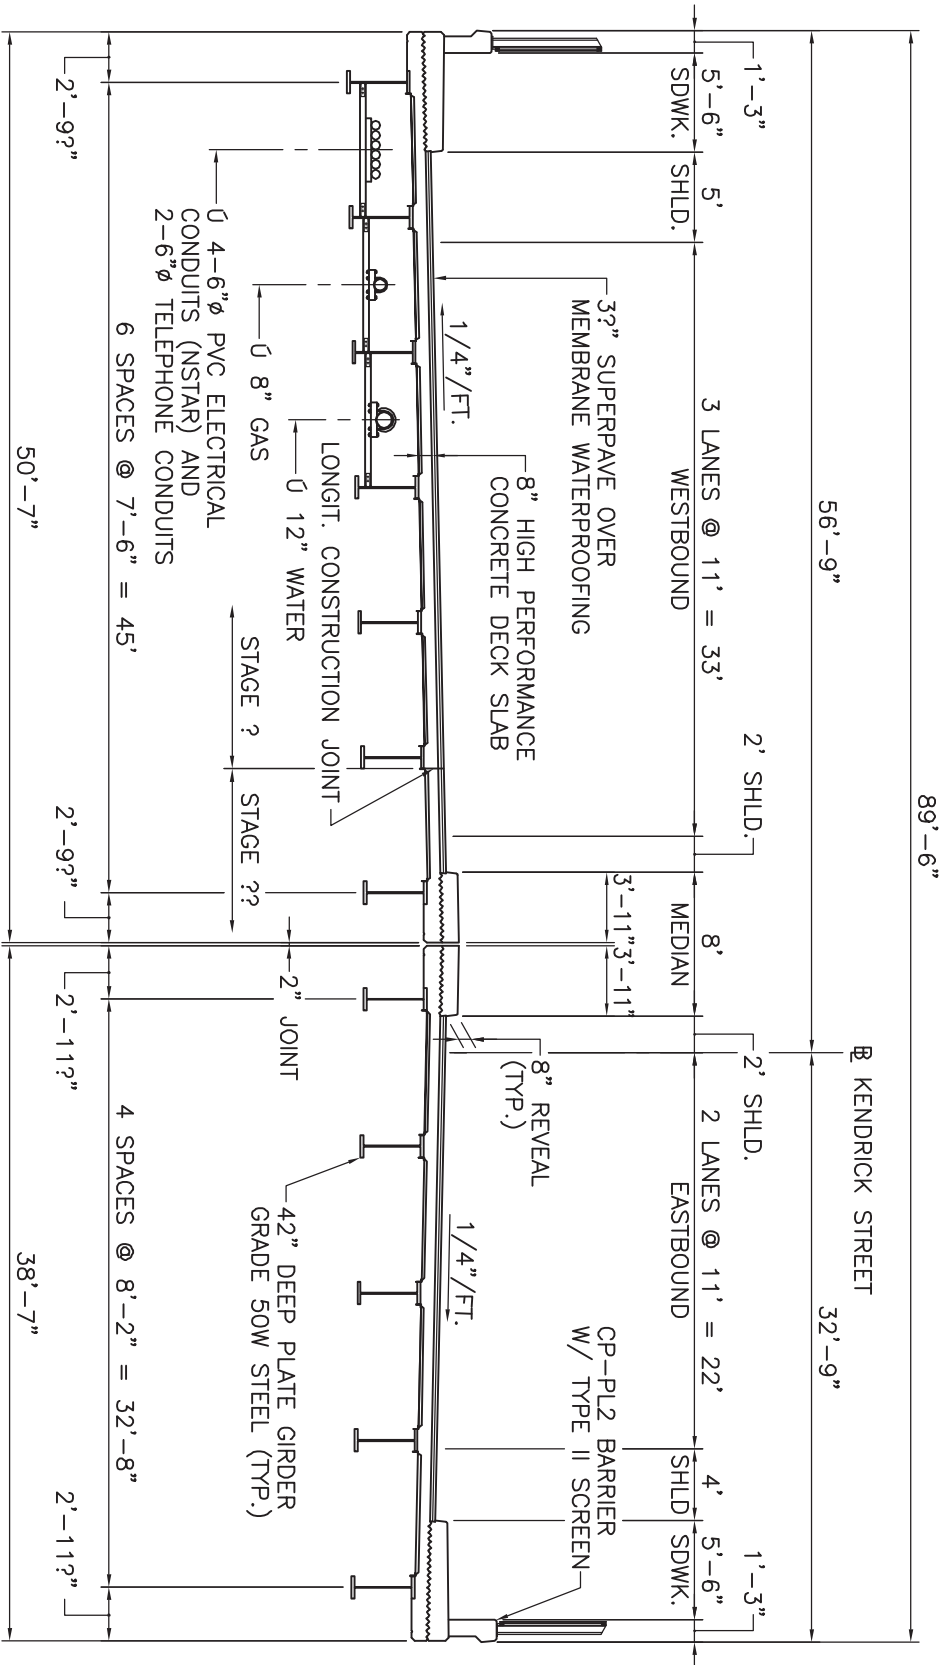 89'-6"
56'-9"
32'-9"
⅊ KENDRICK STREET
1'-3"
2' SHLD.
2' SHLD.
1'-3"
5'-6"
SDWK.
5'
SHLD.
3 LANES @ 11' = 33'
WESTBOUND
8'
MEDIAN
2 LANES @ 11' = 22'
EASTBOUND
4'
SHLD
5'-6"
SDWK.
3'-11"
3'-11"
3?" SUPERPAVE OVER
MEMBRANE WATERPROOFING
8" HIGH PERFORMANCE
CONCRETE DECK SLAB
8" REVEAL
(TYP.)
CP-PL2 BARRIER
W/ TYPE II SCREEN
1/4"/FT.
1/4"/FT.
LONGIT. CONSTRUCTION JOINT
Ú 12" WATER
Ú 8" GAS
Ú 4-6"ø PVC ELECTRICAL
CONDUITS (NSTAR) AND
2-6"ø TELEPHONE CONDUITS
STAGE ?
STAGE ??
2" JOINT
42" DEEP PLATE GIRDER
GRADE 50W STEEL (TYP.)
2'-9?"
6 SPACES @ 7'-6" = 45'
2'-9?"
2'-11?"
4 SPACES @ 8'-2" = 32'-8"
2'-11?"
50'-7"
38'-7"